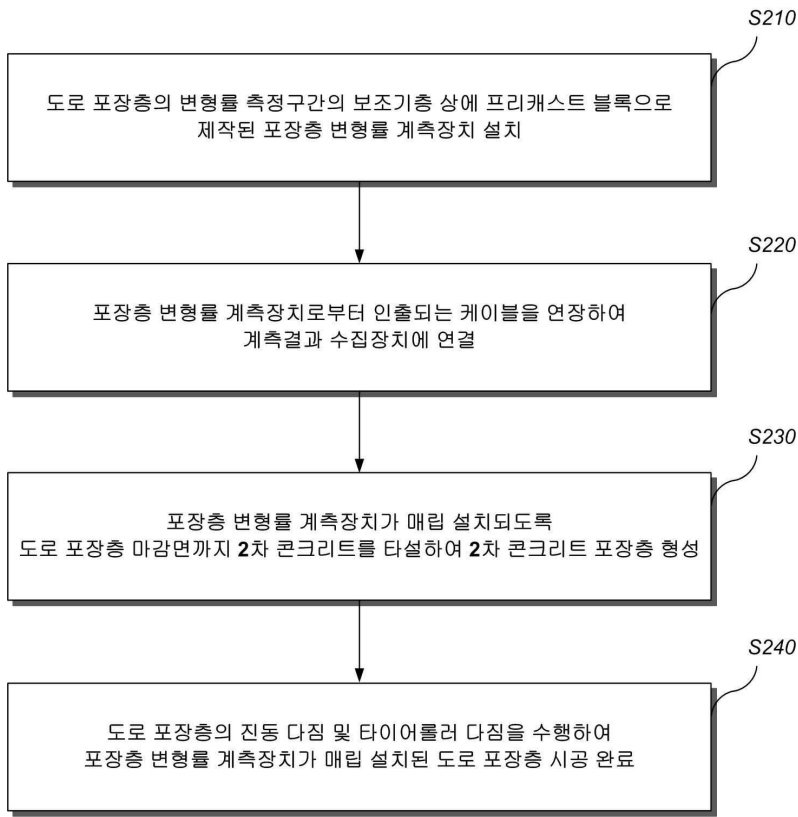 S210
도로 포장층의 변형률 측정구간의 보조기층 상에 프리캐스트 블록으로
제작된 포장층 변형률 계측장치 설치
S220
포장층 변형률 계측장치로부터 인출되는 케이블을 연장하여
계측결과 수집장치에 연결
S230
포장층 변형률 계측장치가 매립 설치되도록
도로 포장층 마감면까지 2차 콘크리트를 타설하여 2차 콘크리트 포장층 형성
S240
도로 포장층의 진동 다짐 및 타이어롤러 다짐을 수행하여
포장층 변형률 계측장치가 매립 설치된 도로 포장층 시공 완료